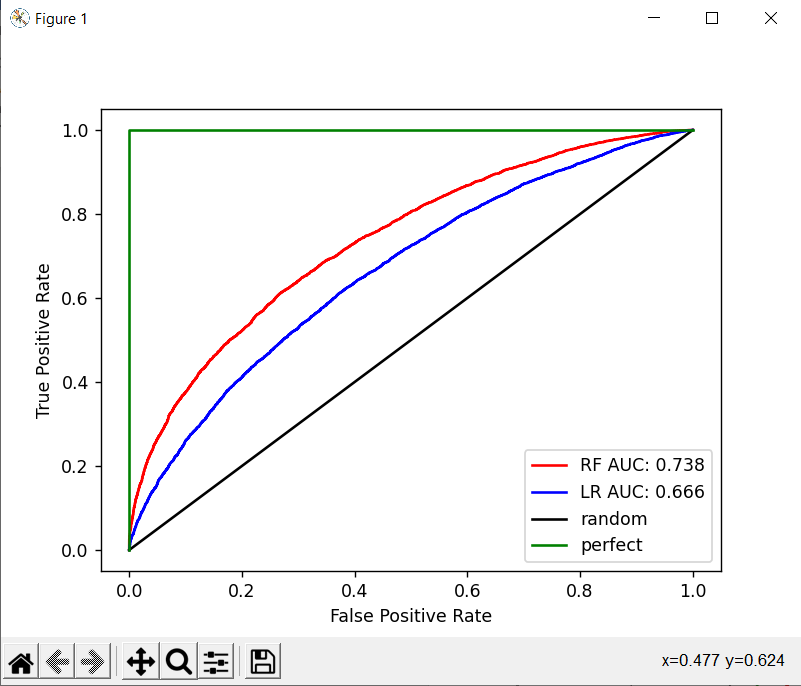 Figure 1
1.0
0.8
0.6
0.4
0.2
0.0
True Positive Rate
RF AUC: 0.738
LR AUC: 0.666
random
perfect
0.0 0.2 0.4 0.6 0.8 1.0
False Positive Rate
x=0.477 y=0.624